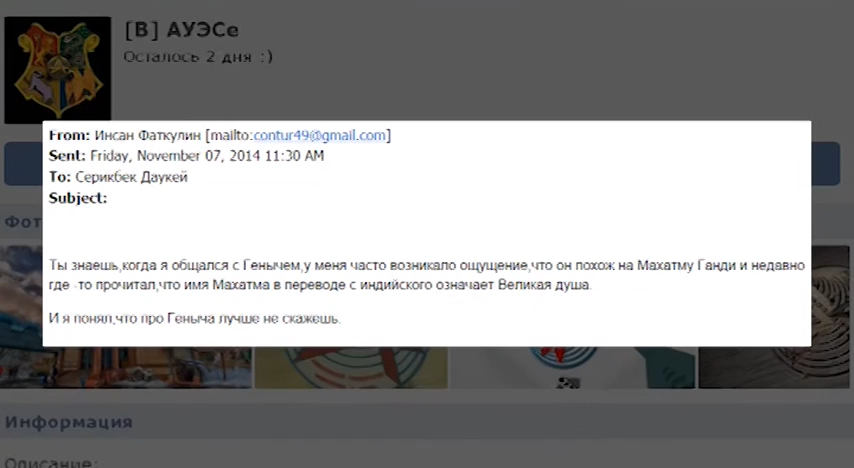 [В] АУЭСе
Осталось 2 дня :)
From: Инсан Фаткулин [mailto:contur49@gmail.com]
Sent: Friday, November 07, 2014 11:30 AM
To: Серикбек Даукей
Subject:
Фот
Ты знаешь,когда я общался с Генычем,у меня часто возникало ощущение,что он похож на Махатму Ганди и недавно
где -то прочитал,что имя Махатма в переводе с индийского означает Великая душа.
И я понял,что про Геныча лучше не скажешь.
Информация
Описание: